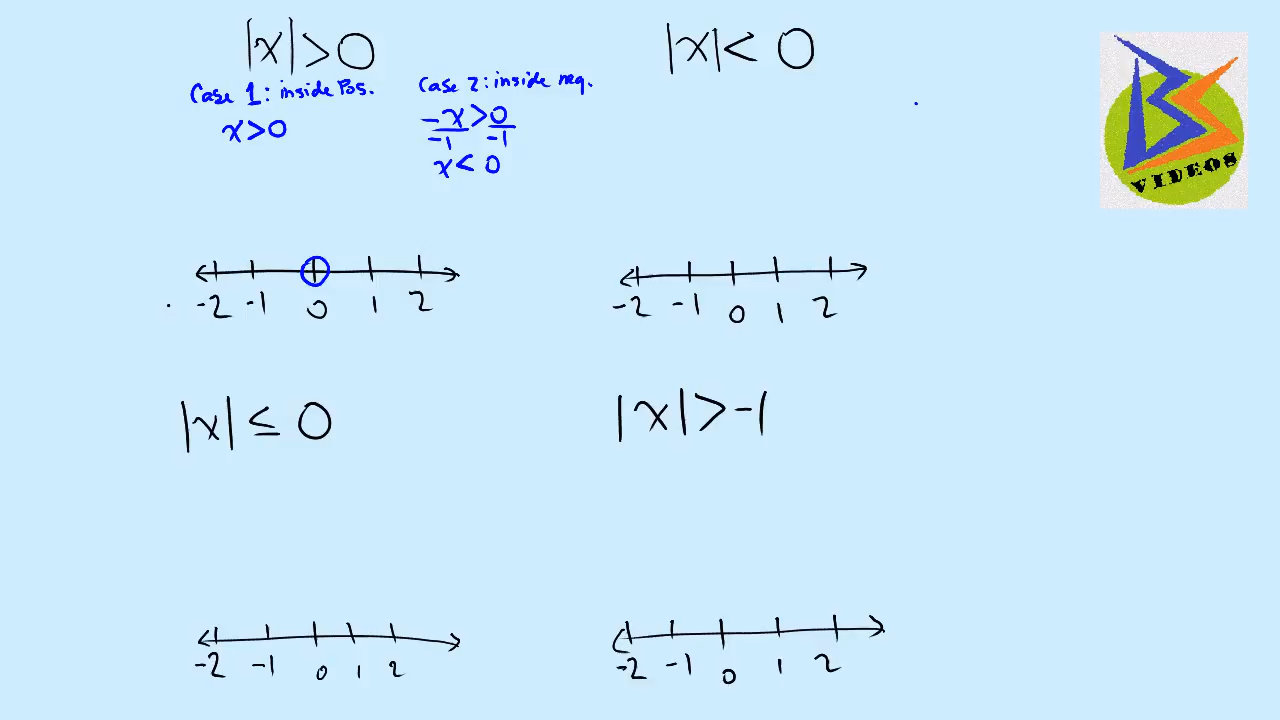 |x| > 0
Case 1: inside Pos.
x > 0
Case 2: inside neg.
-x > 0
-1 -1
x < 0
-2 -1 0 1 2
|x| < 0
-2 -1 0 1 2
|x| ≤ 0
-2 -1 0 1 2
|x| > -1
-2 -1 0 1 2
BS
VIDEOS